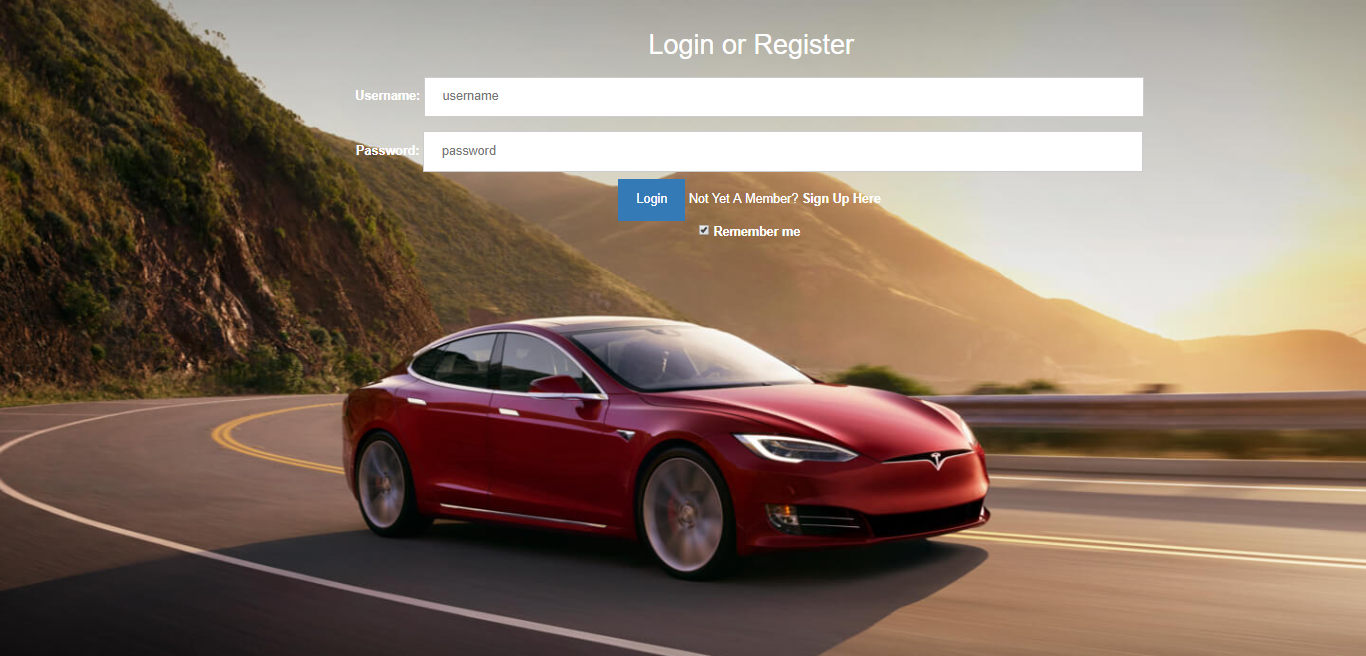 Login or Register
Username: username
Password: password
Login Not Yet A Member? Sign Up Here
Remember me